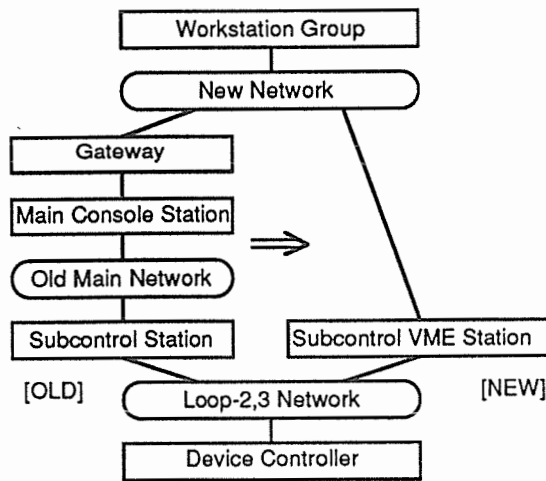 Workstation Group
New Network
Gateway
Main Console Station
Old Main Network
Subcontrol Station
Subcontrol VME Station
[OLD]
Loop-2,3 Network
[NEW]
Device Controller